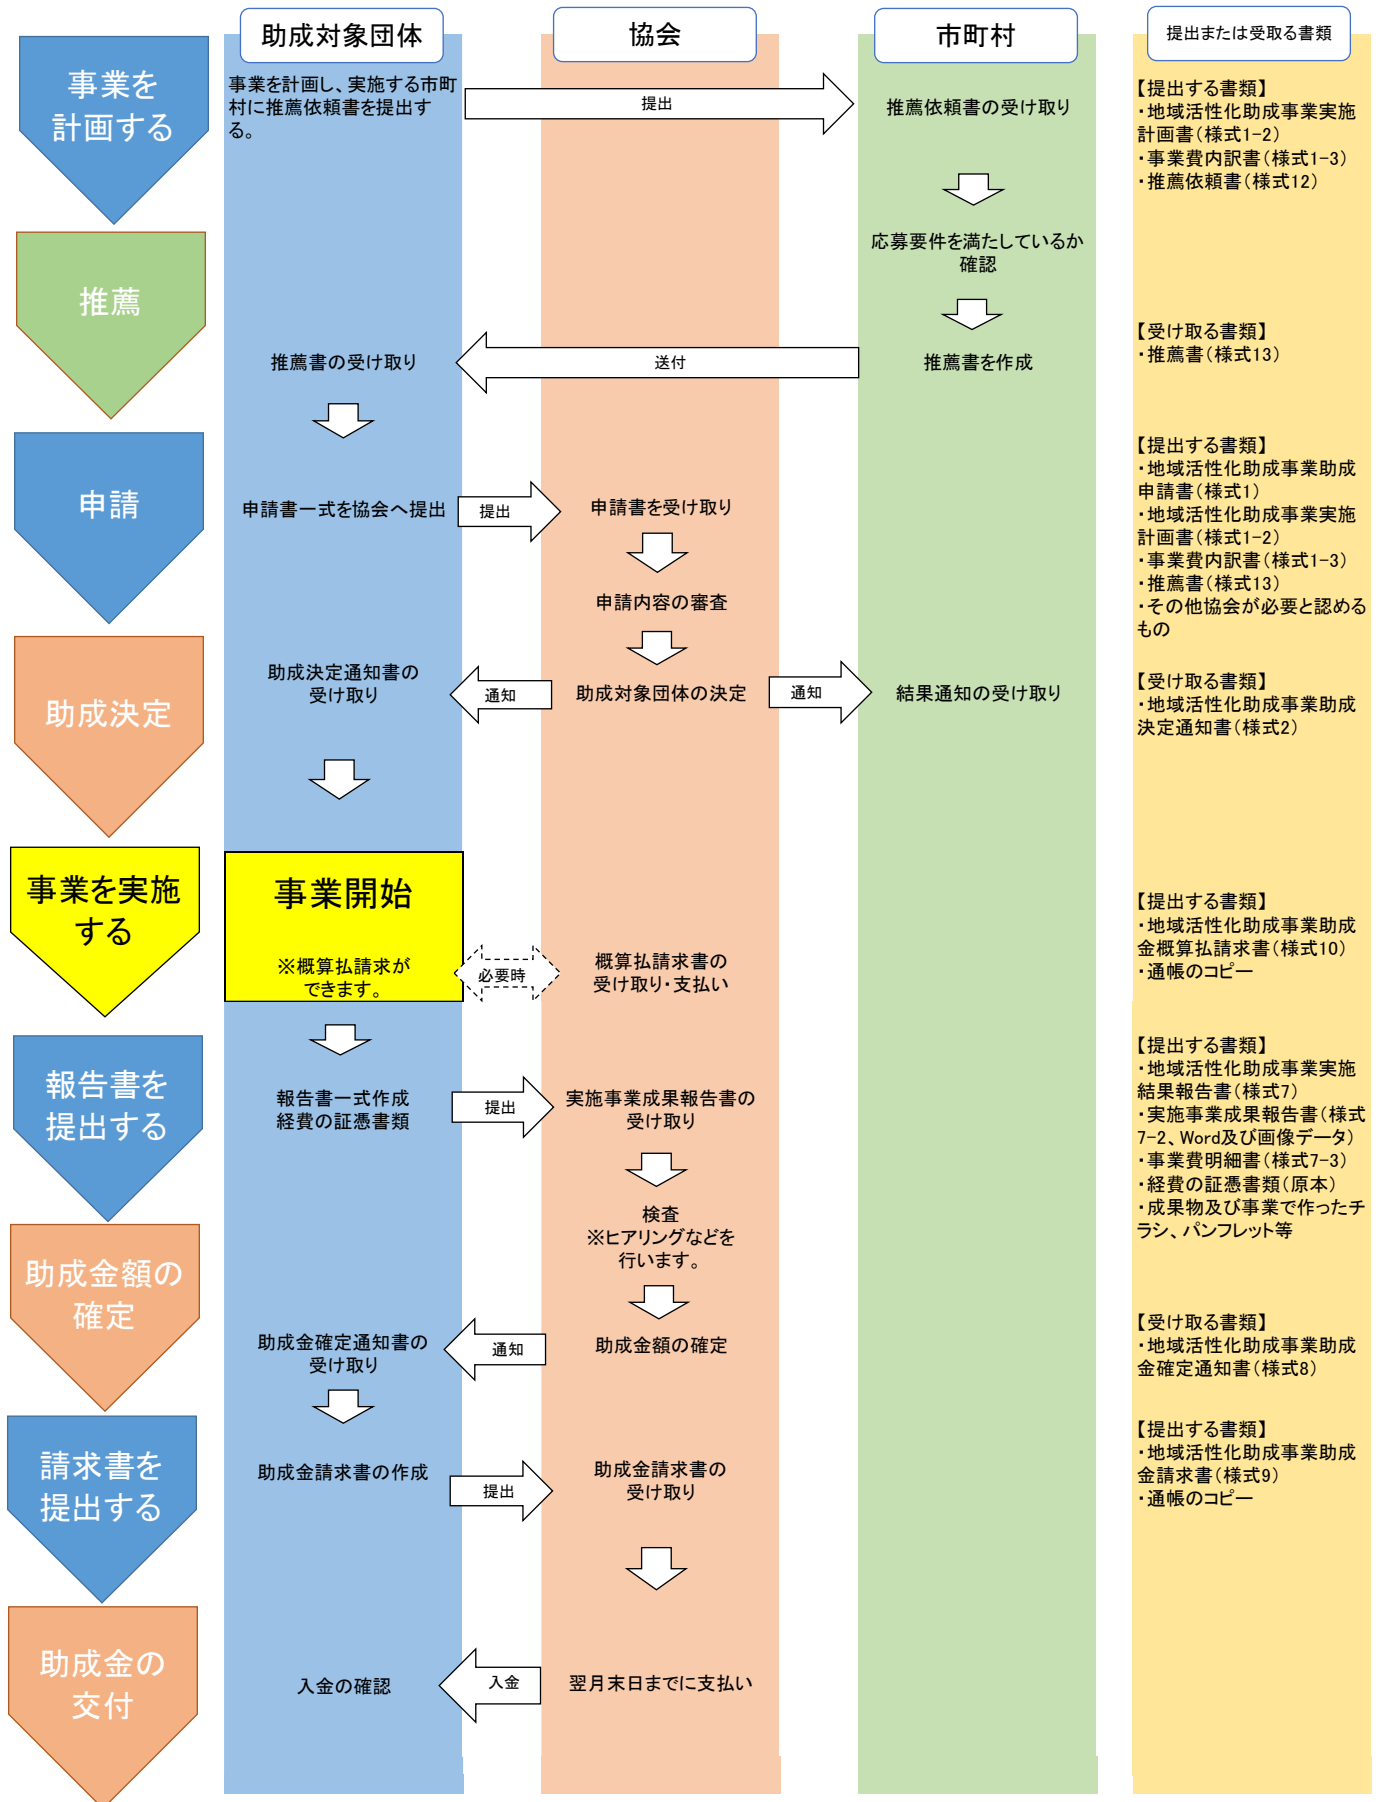 助成対象団体
協会
市町村
提出または受取る書類
事業を
計画する
事業を計画し、実施する市町
村に推薦依頼書を提出す
る。
提出
推薦依頼書の受け取り
【提出する書類】
・地域活性化助成事業実施
計画書（様式1-2）
・事業費内訳書（様式1-3）
・推薦依頼書（様式12）
応募要件を満たしているか
確認
推薦
推薦書の受け取り
送付
推薦書を作成
【受け取る書類】
・推薦書（様式13）
申請
申請書一式を協会へ提出
提出
申請書を受け取り
申請内容の審査
【提出する書類】
・地域活性化助成事業助成
申請書（様式1）
・地域活性化助成事業実施
計画書（様式1-2）
・事業費内訳書（様式1-3）
・推薦書（様式13）
・その他協会が必要と認める
もの
助成決定
助成決定通知書の
受け取り
通知
助成対象団体の決定
通知
結果通知の受け取り
【受け取る書類】
・地域活性化助成事業助成
決定通知書（様式2）
事業を実施
する
事業開始
※概算払請求が
できます。
必要時
概算払請求書の
受け取り・支払い
【提出する書類】
・地域活性化助成事業助成
金概算払請求書（様式10）
・通帳のコピー
報告書を
提出する
報告書一式作成
経費の証憑書類
提出
実施事業成果報告書の
受け取り
検査
※ヒアリングなどを
行います。
【提出する書類】
・地域活性化助成事業実施
結果報告書（様式7）
・実施事業成果報告書（様式
7-2、Word及び画像データ）
・事業費明細書（様式7-3）
・経費の証憑書類（原本）
・成果物及び事業で作ったチ
ラシ、パンフレット等
助成金額の
確定
助成金確定通知書の
受け取り
通知
助成金額の確定
【受け取る書類】
・地域活性化助成事業助成
金確定通知書（様式8）
請求書を
提出する
助成金請求書の作成
提出
助成金請求書の
受け取り
【提出する書類】
・地域活性化助成事業助成
金請求書（様式9）
・通帳のコピー
助成金の
交付
入金の確認
入金
翌月末日までに支払い